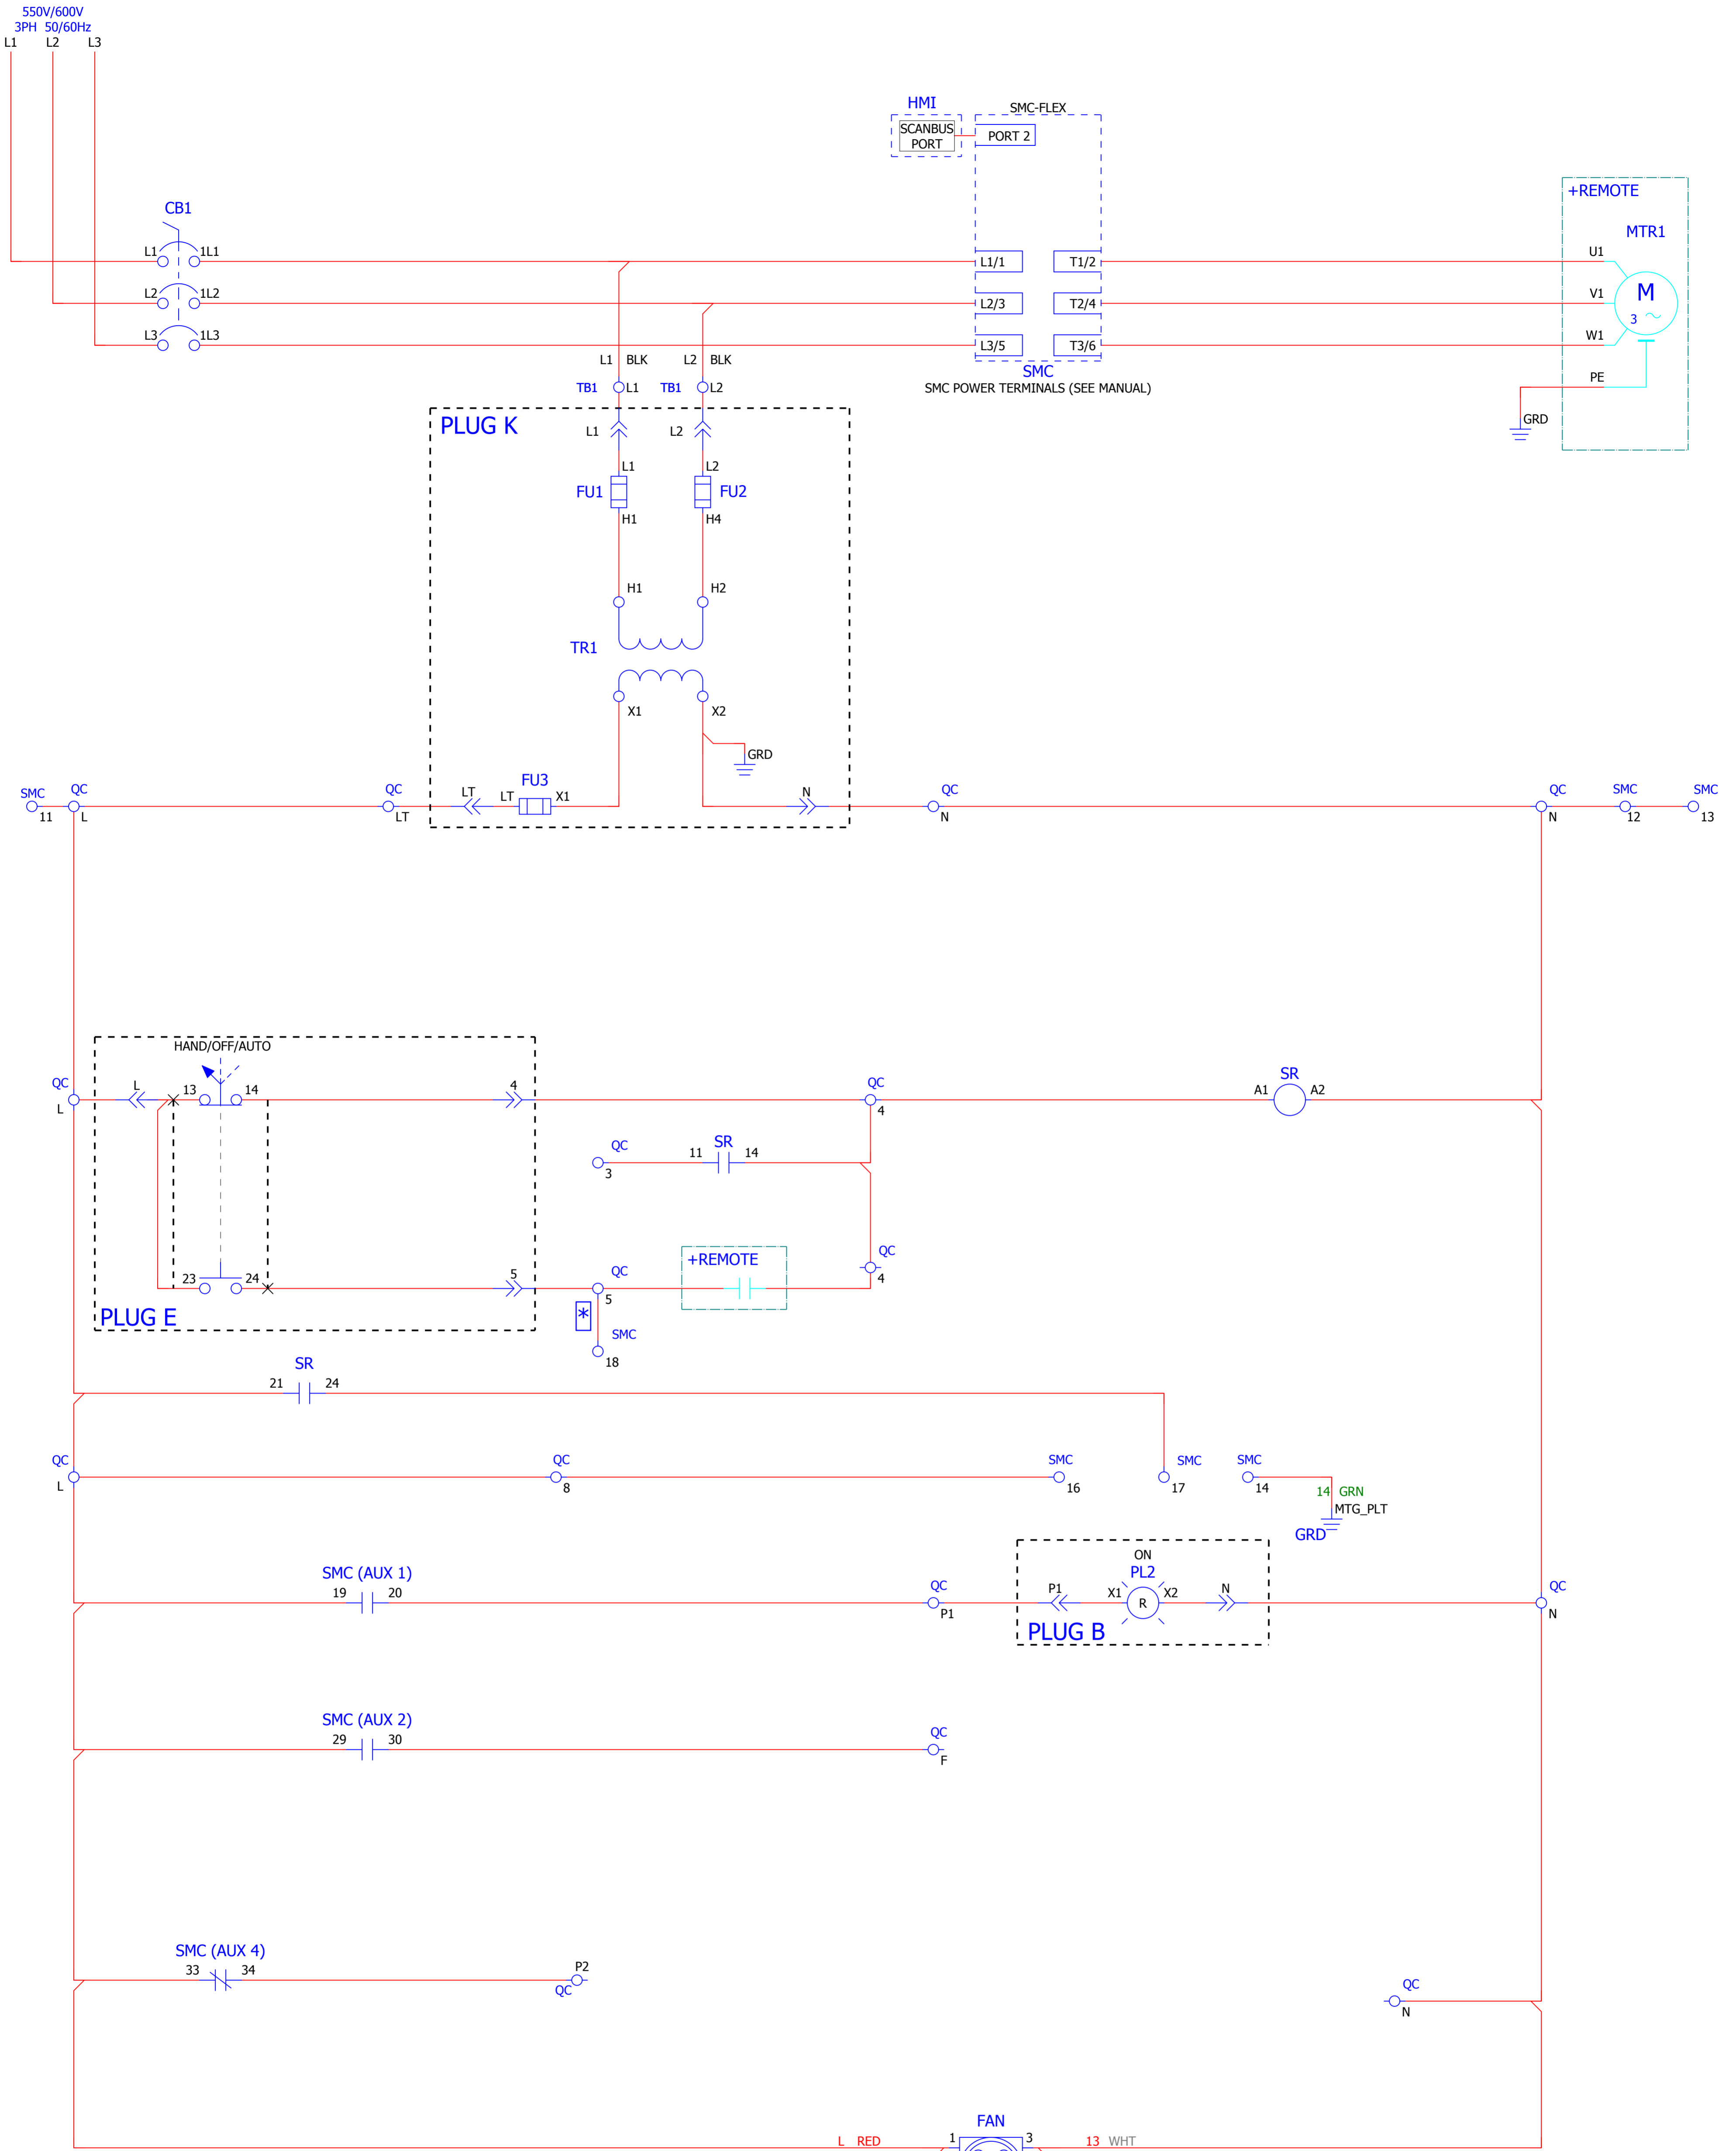 550V/600V
3PH 50/60Hz
L1 L2 L3
HMI
SMC-FLEX
SCANBUS
PORT
PORT 2
+REMOTE
CB1
MTR1
L1 1L1
L1/1 T1/2
U1
L2 1L2
L2/3 T2/4
V1
M
3
L3 1L3
L3/5 T3/6
W1
L1 BLK L2 BLK
SMC
PE
TB1 L1 TB1 L2
SMC POWER TERMINALS (SEE MANUAL)
PLUG K
L1 L2
GRD
L1 L2
FU1 FU2
H1 H4
H1 H2
TR1
X1 X2
GRD
FU3
SMC QC QC LT LT X1 N QC QC SMC SMC
11 L LT N N 12 13
HAND/OFF/AUTO
QC L 13 14 4 QC SR
L 4 A1 A2
QC 11 SR 14
3
+REMOTE QC
4
23 24 5 QC
5
PLUG E
*
SMC
18
SR
21 24
QC QC SMC SMC SMC
L 8 16 17 14
14 GRN
MTG_PLT
GRD
ON
SMC (AUX 1) PL2
19 20 QC P1 X1 R X2 N QC
P1 N
PLUG B
SMC (AUX 2)
29 30 QC
F
SMC (AUX 4)
33 34 P2
QC
QC
N
FAN
L RED 1 3 13 WHT